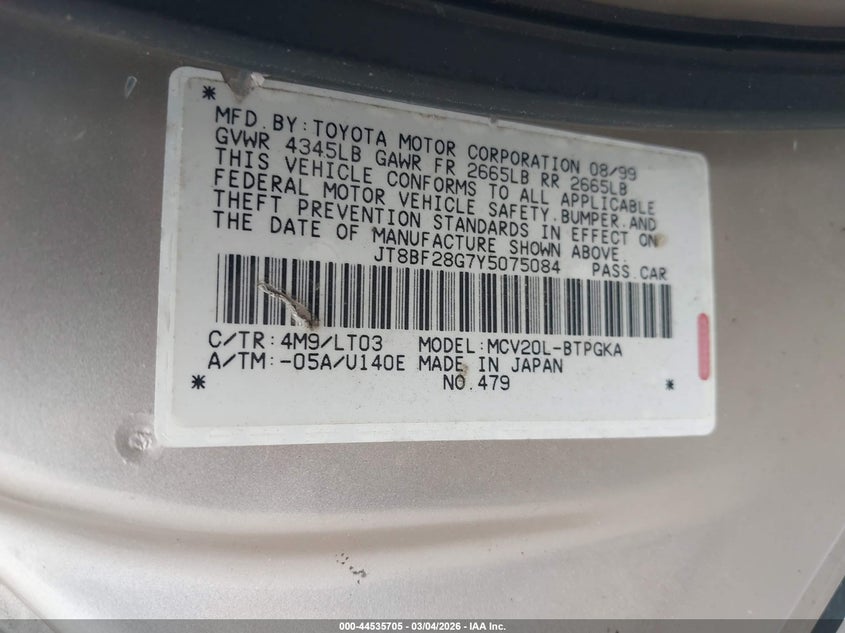 *
MFD. BY: TOYOTA MOTOR CORPORATION 08/99
GVWR 4345LB GAWR FR 2665LB RR 2665LB
THIS VEHICLE CONFORMS TO ALL APPLICABLE
FEDERAL MOTOR VEHICLE SAFETY, BUMPER, AND
THEFT PREVENTION STANDARDS IN EFFECT ON
THE DATE OF MANUFACTURE SHOWN ABOVE.
JT8BF28G7Y5075084 PASS. CAR
C/TR: 4M9/LT03 MODEL: MCV20L-BTPGKA
A/TM: -05A/U140E MADE IN JAPAN
* NO. 479 *
000-44535705 - 03/04/2026 - IAA Inc.